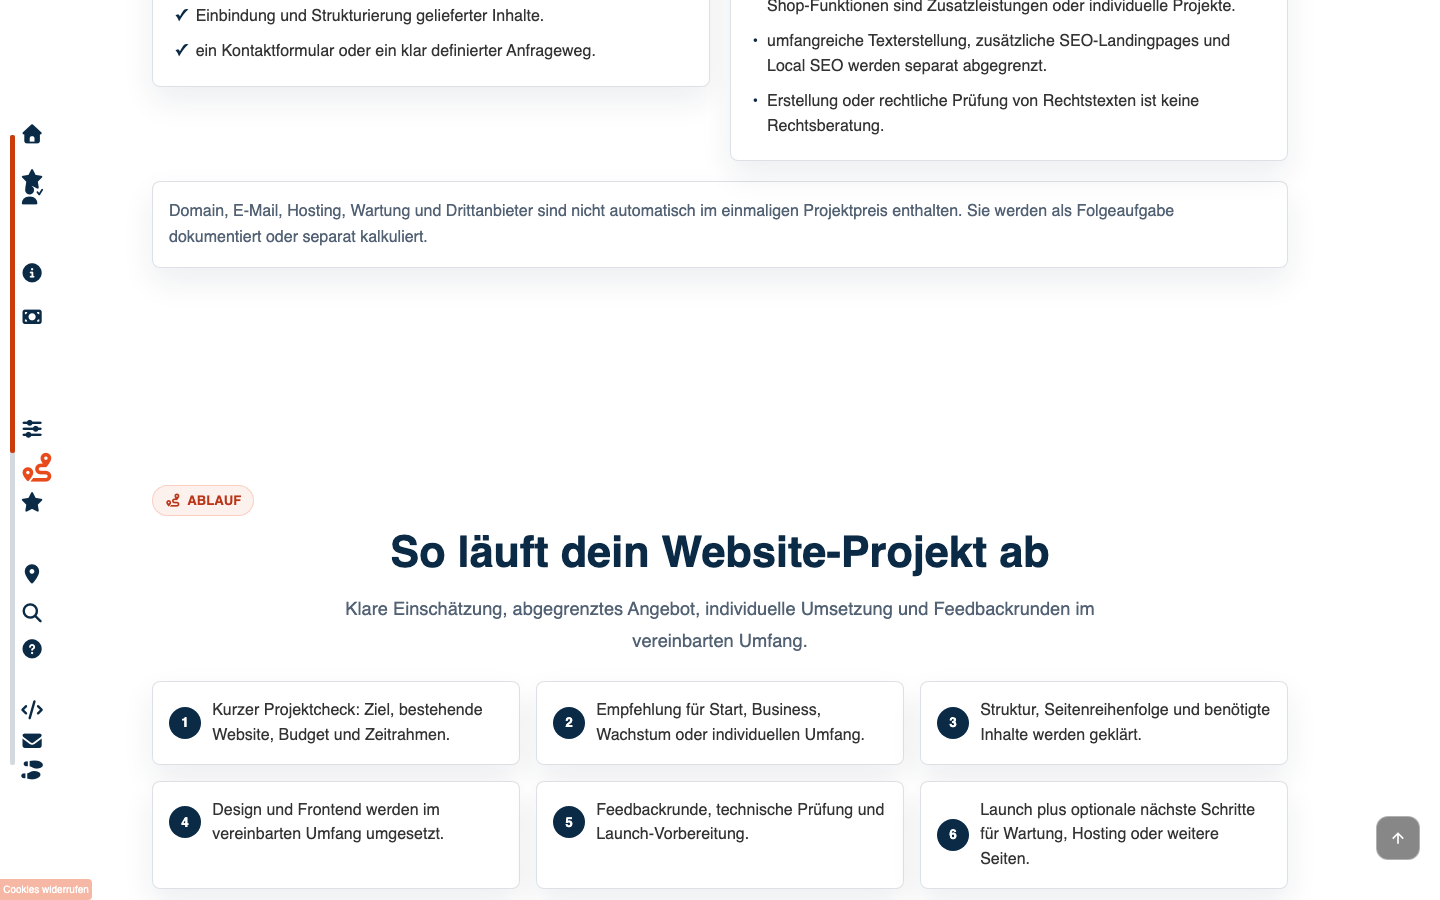 ✓ Einbindung und Strukturierung gelieferter Inhalte.
✓ ein Kontaktformular oder ein klar definierter Anfrageweg.
Shop-Funktionen sind Zusatzleistungen oder individuelle Projekte.
• umfangreiche Texterstellung, zusätzliche SEO-Landingpages und
Local SEO werden separat abgegrenzt.
• Erstellung oder rechtliche Prüfung von Rechtstexten ist keine
Rechtsberatung.
Domain, E-Mail, Hosting, Wartung und Drittanbieter sind nicht automatisch im einmaligen Projektpreis enthalten. Sie werden als Folgeaufgabe
dokumentiert oder separat kalkuliert.
ABLAUF
So läuft dein Website-Projekt ab
Klare Einschätzung, abgegrenztes Angebot, individuelle Umsetzung und Feedbackrunden im
vereinbarten Umfang.
1 Kurzer Projektcheck: Ziel, bestehende
Website, Budget und Zeitrahmen.
2 Empfehlung für Start, Business,
Wachstum oder individuellen Umfang.
3 Struktur, Seitenreihenfolge und benötigte
Inhalte werden geklärt.
4 Design und Frontend werden im
vereinbarten Umfang umgesetzt.
5 Feedbackrunde, technische Prüfung und
Launch-Vorbereitung.
6 Launch plus optionale nächste Schritte
für Wartung, Hosting oder weitere
Seiten.
Cookies widerrufen